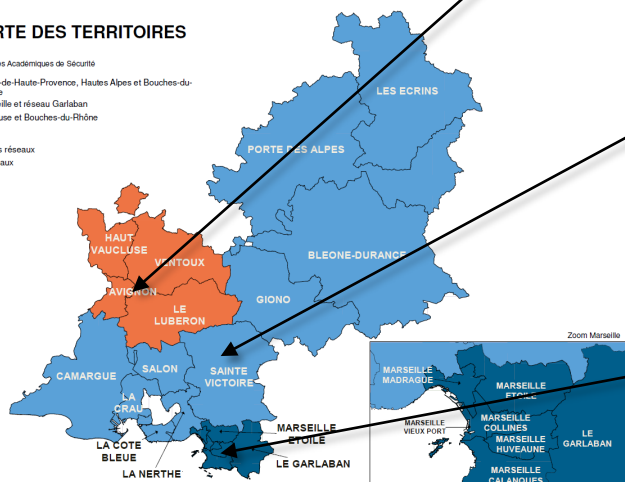 RTE DES TERRITOIRES
es Académiques de Sécurité
-de-Haute-Provence, Hautes Alpes et Bouches-du-
e
ille et réseau Garlaban
use et Bouches-du-Rhône
s réseaux
aux
LES ECRINS
PORTE DES ALPES
HAUT
VAUCLUSE
VENTOUX
BLEONE-DURANCE
AVIGNON
GIONO
LE
LUBERON
CAMARGUE
SALON
SAINTE
VICTOIRE
LA
CRAU
LA COTE
BLEUE
LA NERTHE
MARSEILLE
ETOILE
LE GARLABAN
Zoom Marseille
MARSEILLE
MADRAGUE
MARSEILLE
ETOILE
MARSEILLE
VIEUX PORT
MARSEILLE
COLLINES
MARSEILLE
HUVEAUNE
LE
GARLABAN
MARSEILLE
CALANQUES